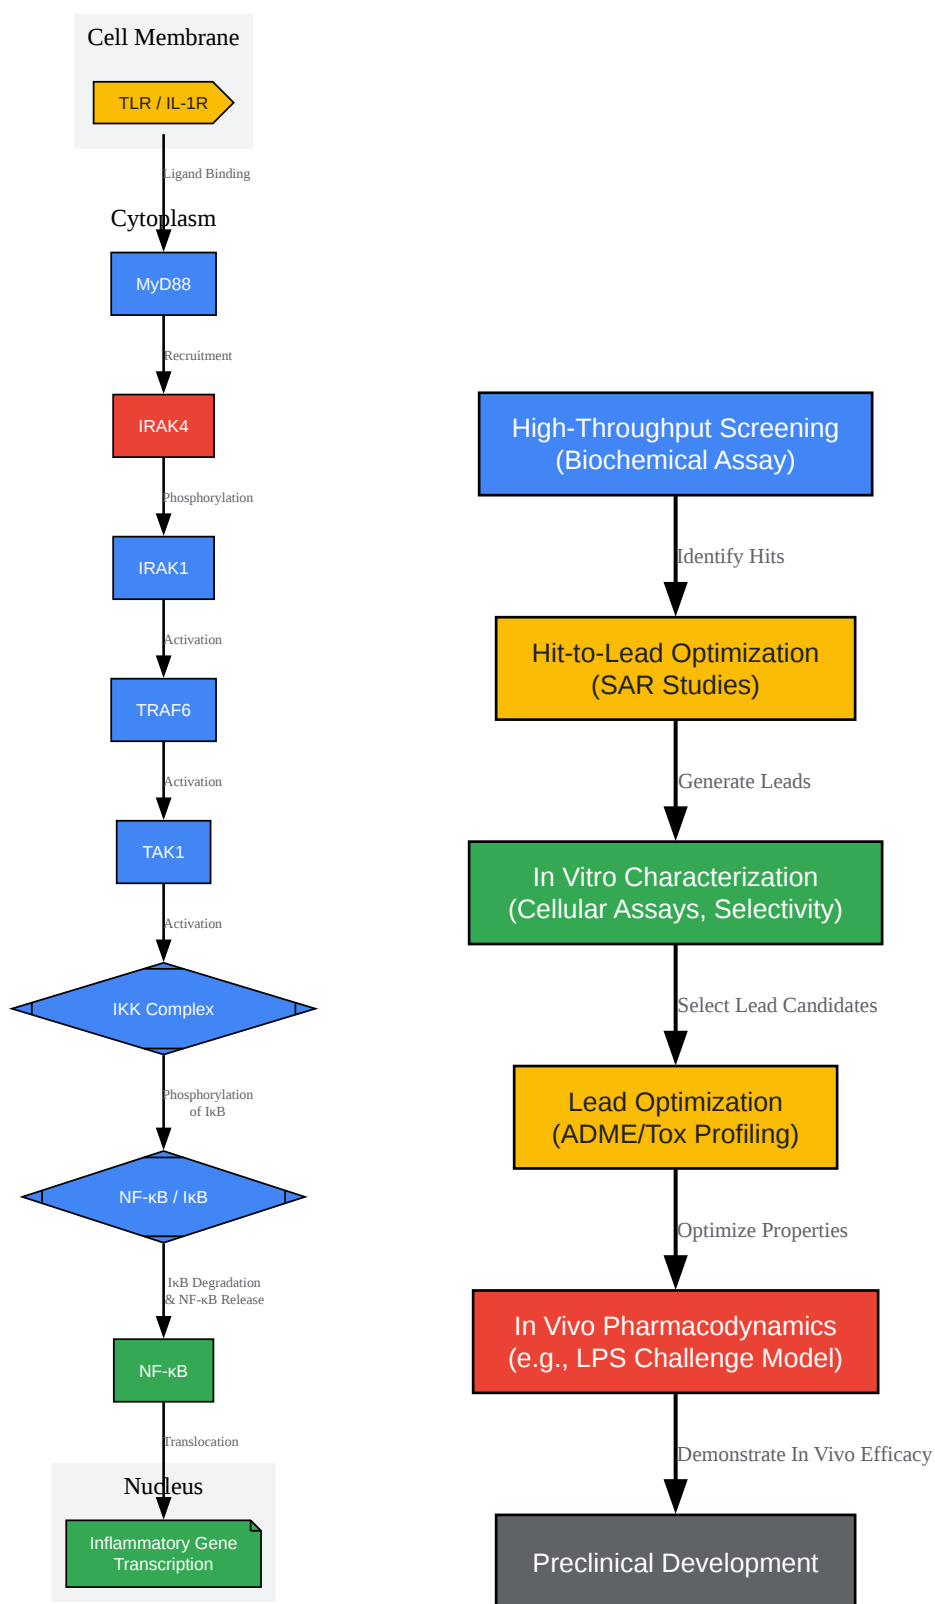 Cell Membrane
TLR / IL-1R
Ligand Binding
Cytoplasm
MyD88
Recruitment
IRAK4
Phosphorylation
IRAK1
Activation
TRAF6
Activation
TAK1
Activation
IKK Complex
Phosphorylation
of IκB
NF-κB / IκB
IκB Degradation
& NF-κB Release
NF-κB
Translocation
Nucleus
Inflammatory Gene
Transcription
High-Throughput Screening
(Biochemical Assay)
Identify Hits
Hit-to-Lead Optimization
(SAR Studies)
Generate Leads
In Vitro Characterization
(Cellular Assays, Selectivity)
Select Lead Candidates
Lead Optimization
(ADME/Tox Profiling)
Optimize Properties
In Vivo Pharmacodynamics
(e.g., LPS Challenge Model)
Demonstrate In Vivo Efficacy
Preclinical Development